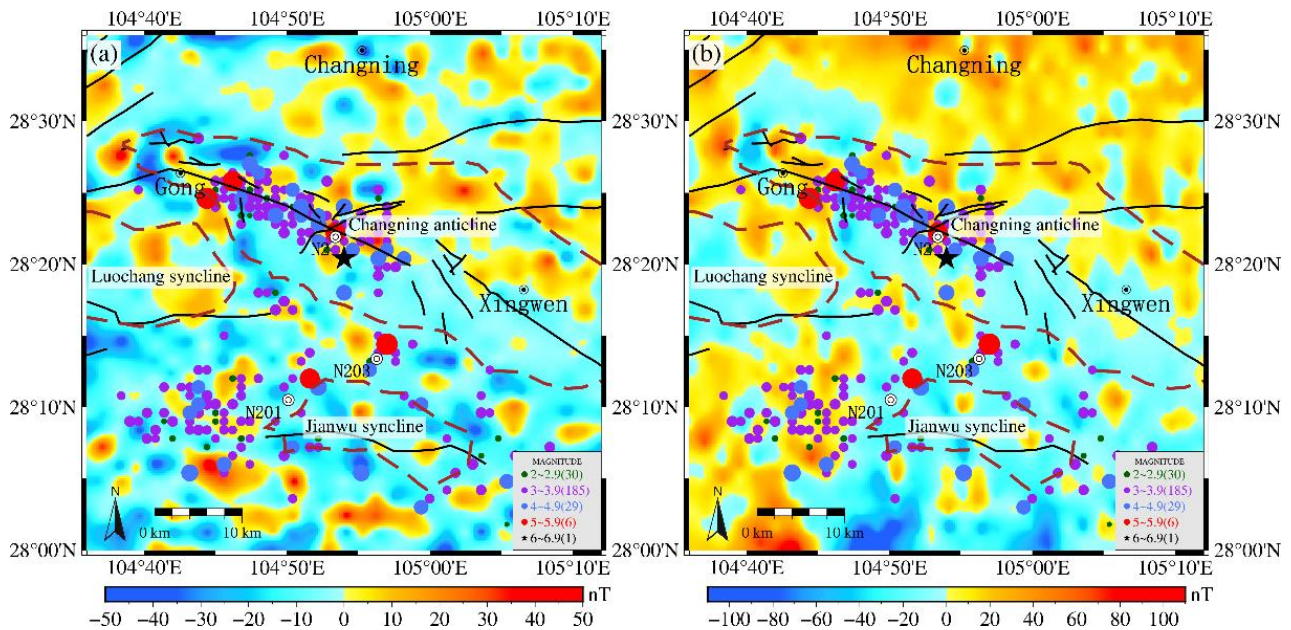 104°40'E 104°50'E 105°00'E 105°10'E 104°40'E 104°50'E 105°00'E 105°10'E
(a)
Changning
28°30'N
Gong
Changning anticline
28°20'N
Luochang syncline
Xingwen
N203
28°10'N
N201
Jianwu syncline
MAGNITUDE
2~2.9(30)
3~3.9(185)
4~4.9(29)
5~5.9(6)
6~6.9(1)
N
0 km 10 km
28°00'N
104°40'E 104°50'E 105°00'E 105°10'E
nT
−50 −40 −30 −20 −10 0 10 20 30 40 50
(b)
Changning
28°30'N
Gong
Changning anticline
28°20'N
Luochang syncline
Xingwen
N203
28°10'N
N201
Jianwu syncline
MAGNITUDE
2~2.9(30)
3~3.9(185)
4~4.9(29)
5~5.9(6)
6~6.9(1)
N
0 km 10 km
28°00'N
104°40'E 104°50'E 105°00'E 105°10'E
nT
−100 −80 −60 −40 −20 0 20 40 60 80 100